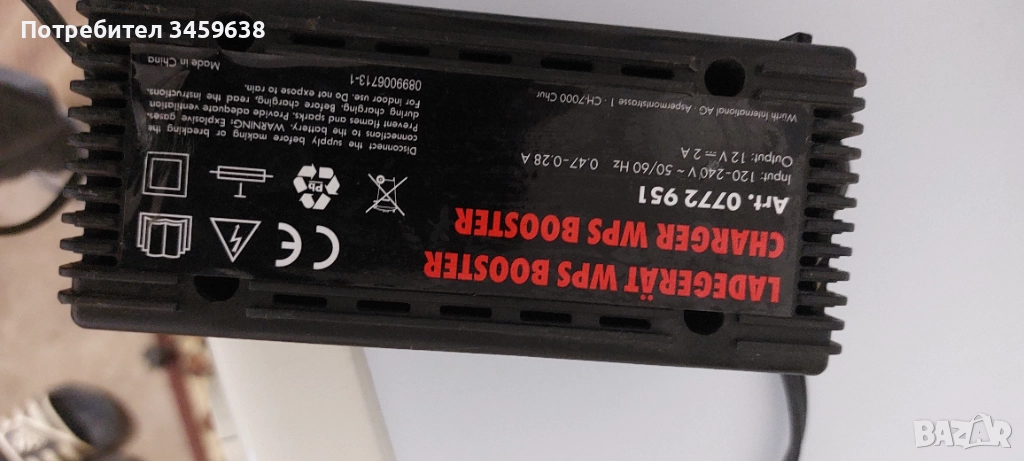 Потребител 3459638
LADEGERÄT WPS BOOSTER
CHARGER WPS BOOSTER
Art. 0772 951
Input: 120-240 V ~ 50/60 Hz 0.47-0.28 A
Output: 12 V ⎓ 2 A
Würth International AG · Aspermontstrasse 1 · CH-7000 Chur
CE
Pb
Disconnect the supply before making or breaking the
connections to the battery. WARNING: Explosive gases.
Prevent flames and sparks. Provide adequate ventilation
during charging. Before charging, read the instructions.
For indoor use. Do not expose to rain.
0899006713-1
Made in China
BAZAR